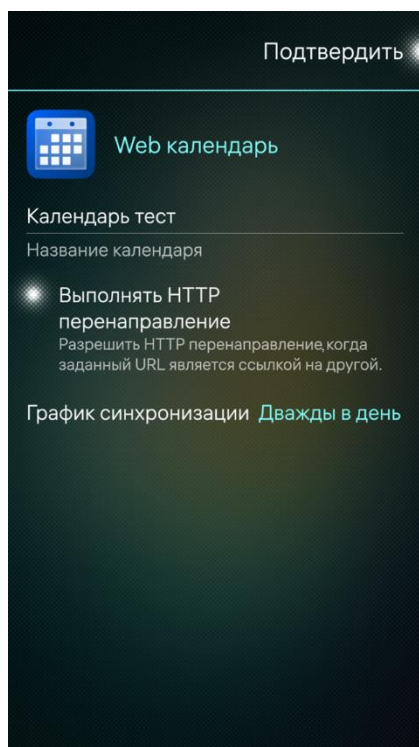 Подтвердить
Web календарь
Календарь тест
Название календаря
Выполнять HTTP
перенаправление
Разрешить HTTP перенаправление, когда
заданный URL является ссылкой на другой.
График синхронизации Дважды в день